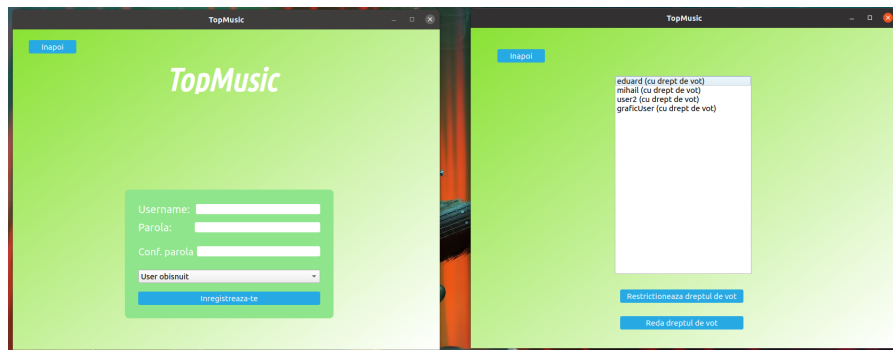 TopMusic
Inapoi
TopMusic
Username:
Parola:
Conf. parola
User obisnuit
Inregistreaza-te
TopMusic
Inapoi
eduard (cu drept de vot)
mihail (cu drept de vot)
user2 (cu drept de vot)
graficUser (cu drept de vot)
Restrictioneaza dreptul de vot
Reda dreptul de vot